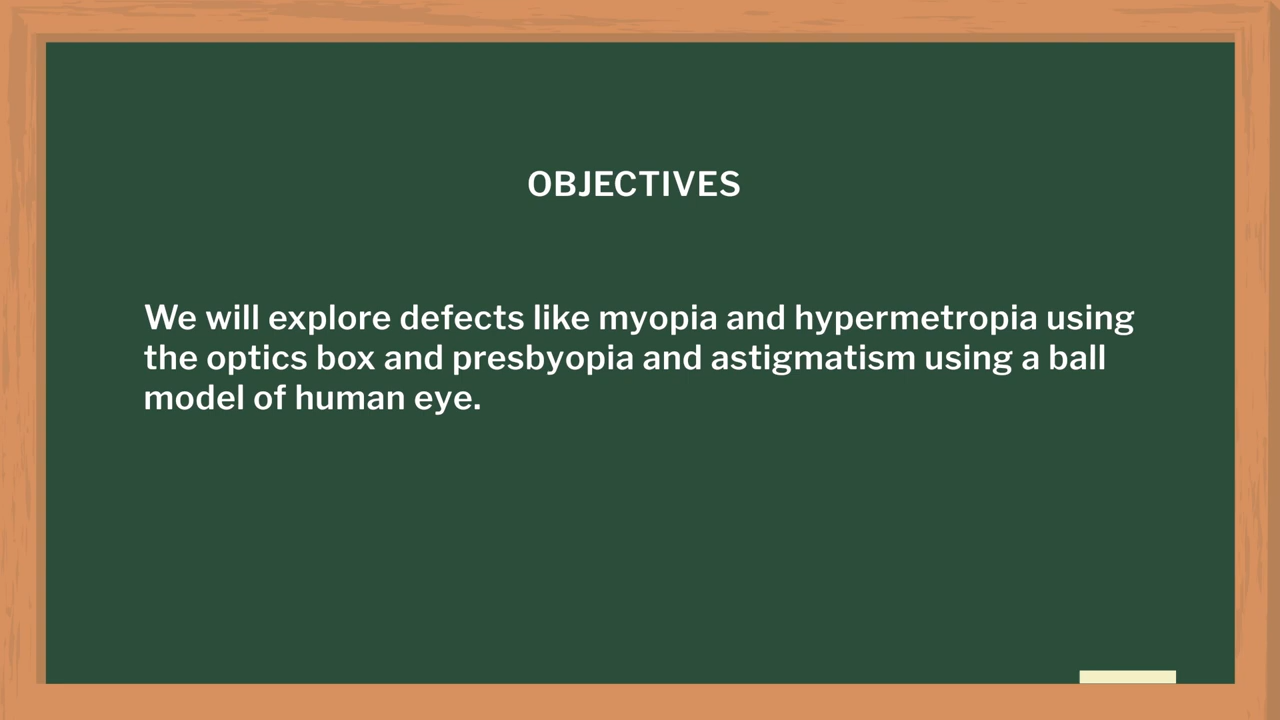 OBJECTIVES
We will explore defects like myopia and hypermetropia using
the optics box and presbyopia and astigmatism using a ball
model of human eye.